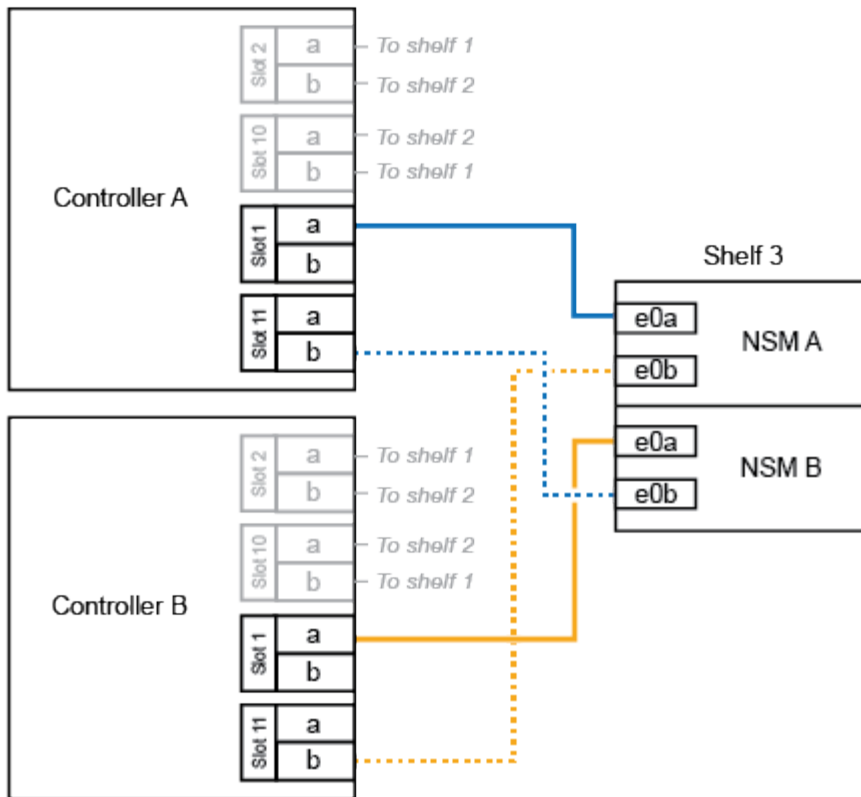 Controller A
Slot 2
a
To shelf 1
b
To shelf 2
Slot 10
a
To shelf 2
b
To shelf 1
Slot 1
a
b
Slot 11
a
b
Shelf 3
NSM A
e0a
e0b
NSM B
e0a
e0b
Controller B
Slot 2
a
To shelf 1
b
To shelf 2
Slot 10
a
To shelf 2
b
To shelf 1
Slot 1
a
b
Slot 11
a
b